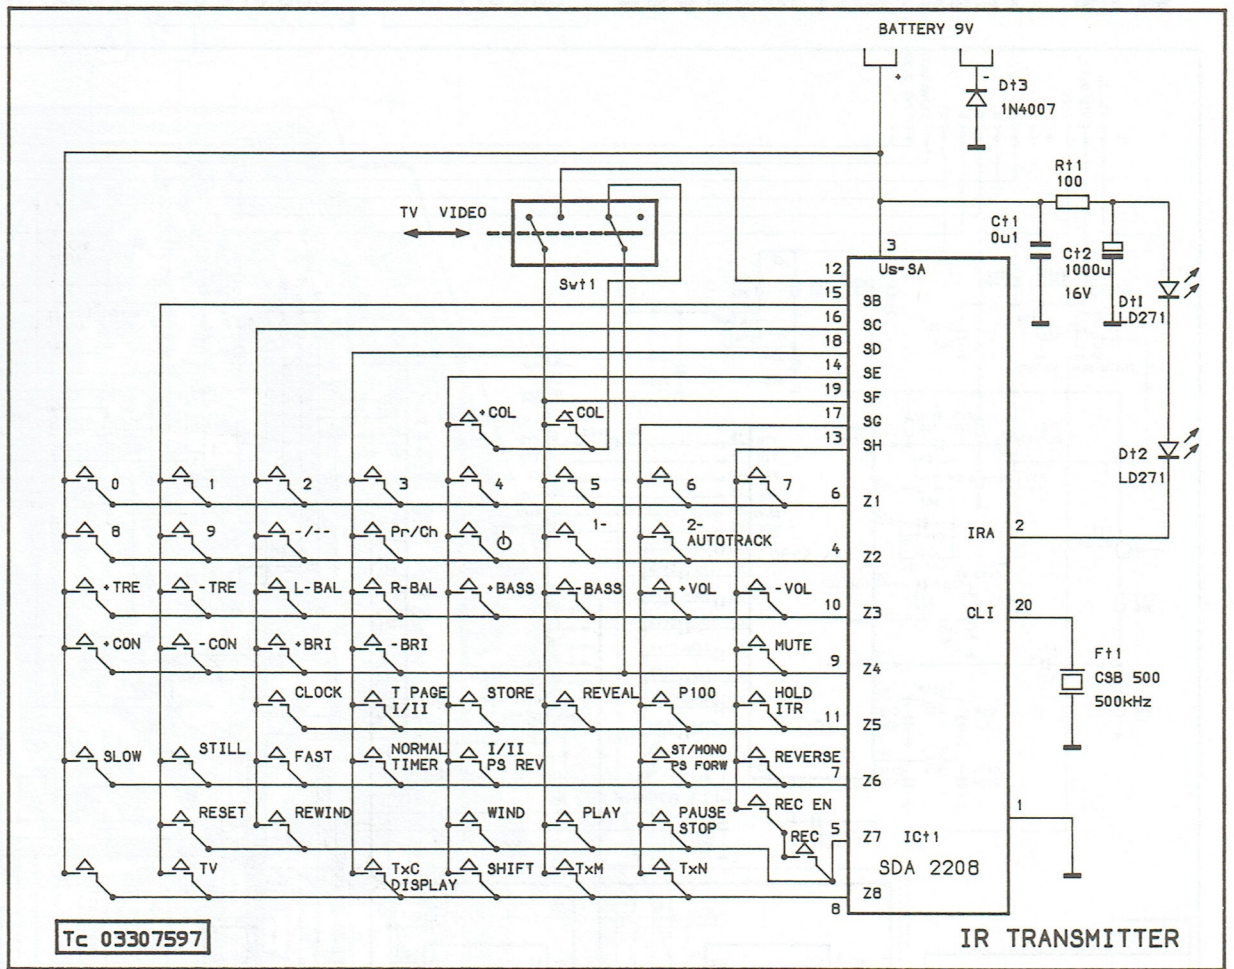 BATTERY 9V
+ -
Dt3
1N4007
Rt1
100
TV VIDEO
Ct1
0u1
Ct2
1000u
16V
Swt1
3
Us=SA
12
15 SB
16 SC
18 SD
14 SE
19 SF
17 SG
13 SH
Dt1
LD271
Dt2
LD271
+COL -COL
0 1 2 3 4 5 6 7 6 Z1
8 9 -/-- Pr/Ch 1- 2-
AUTOTRACK 4 Z2
IRA 2
+TRE -TRE L-BAL R-BAL +BASS -BASS +VOL -VOL 10 Z3
CLI 20
+CON -CON +BRI -BRI MUTE 9 Z4
Ft1
CSB 500
500kHz
CLOCK T PAGE STORE REVEAL P100 HOLD
I/II ITR 11 Z5
SLOW STILL FAST NORMAL I/II ST/MONO REVERSE
TIMER PS REV PS FORW 7 Z6
RESET REWIND WIND PLAY PAUSE REC EN
STOP REC 5 Z7 ICt1
1
SDA 2208
TV TxC SHIFT TxM TxN
DISPLAY 8 Z8
Tc 03307597
IR TRANSMITTER